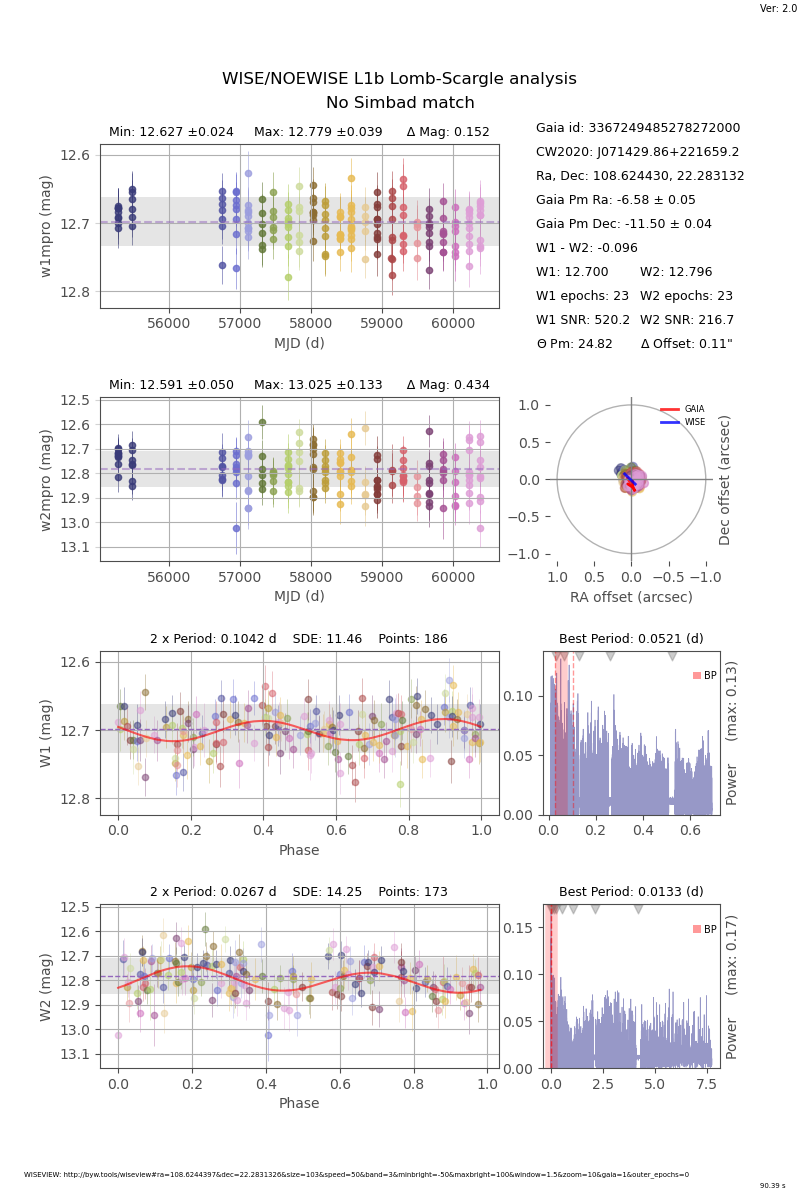 Ver: 2.0
WISE/NOEWISE L1b Lomb-Scargle analysis
No Simbad match
Min: 12.627 ±0.024 Max: 12.779 ±0.039 Δ Mag: 0.152
12.6
12.7
12.8
w1mpro (mag)
56000 57000 58000 59000 60000
MJD (d)
Gaia id: 3367249485278272000
CW2020: J071429.86+221659.2
Ra, Dec: 108.624430, 22.283132
Gaia Pm Ra: -6.58 ± 0.05
Gaia Pm Dec: -11.50 ± 0.04
W1 - W2: -0.096
W1: 12.700 W2: 12.796
W1 epochs: 23 W2 epochs: 23
W1 SNR: 520.2 W2 SNR: 216.7
Θ Pm: 24.82 Δ Offset: 0.11"
Min: 12.591 ±0.050 Max: 13.025 ±0.133 Δ Mag: 0.434
12.5
12.6
12.7
12.8
12.9
13.0
13.1
w2mpro (mag)
56000 57000 58000 59000 60000
MJD (d)
1.0
0.5
0.0
−0.5
−1.0
GAIA
WISE
Dec offset (arcsec)
1.0 0.5 0.0 −0.5 −1.0
RA offset (arcsec)
2 x Period: 0.1042 d SDE: 11.46 Points: 186
12.6
12.7
12.8
W1 (mag)
0.0 0.2 0.4 0.6 0.8 1.0
Phase
Best Period: 0.0521 (d)
0.10
0.05
0.00
BP
Power (max: 0.13)
0.0 0.2 0.4 0.6
2 x Period: 0.0267 d SDE: 14.25 Points: 173
12.5
12.6
12.7
12.8
12.9
13.0
13.1
W2 (mag)
0.0 0.2 0.4 0.6 0.8 1.0
Phase
Best Period: 0.0133 (d)
0.15
0.10
0.05
0.00
BP
Power (max: 0.17)
0.0 2.5 5.0 7.5
WISEVIEW: http://byw.tools/wiseview#ra=108.6244397&dec=22.2831326&size=103&speed=50&band=3&minbright=-50&maxbright=100&window=1.5&zoom=10&gaia=1&outer_epochs=0
90.39 s